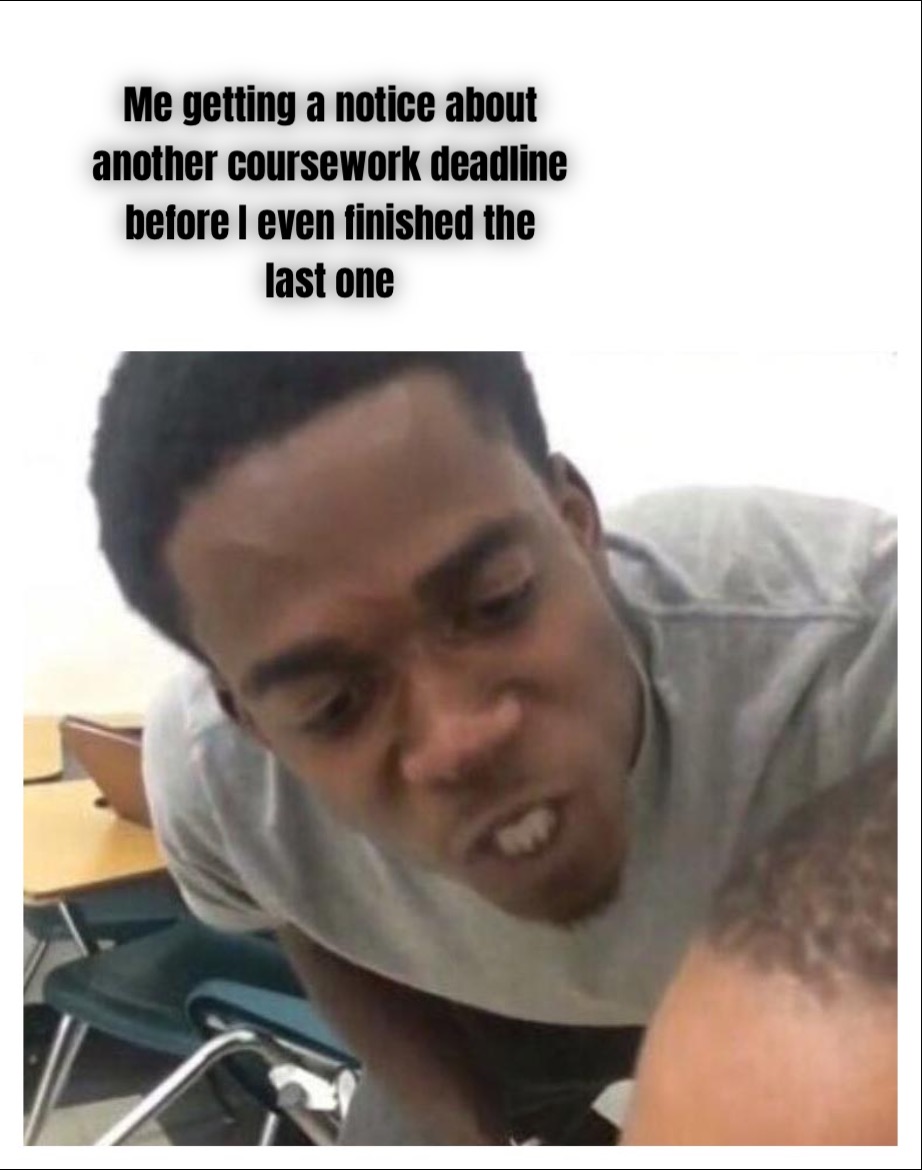 Me getting a notice about
another coursework deadline
before I even finished the
last one